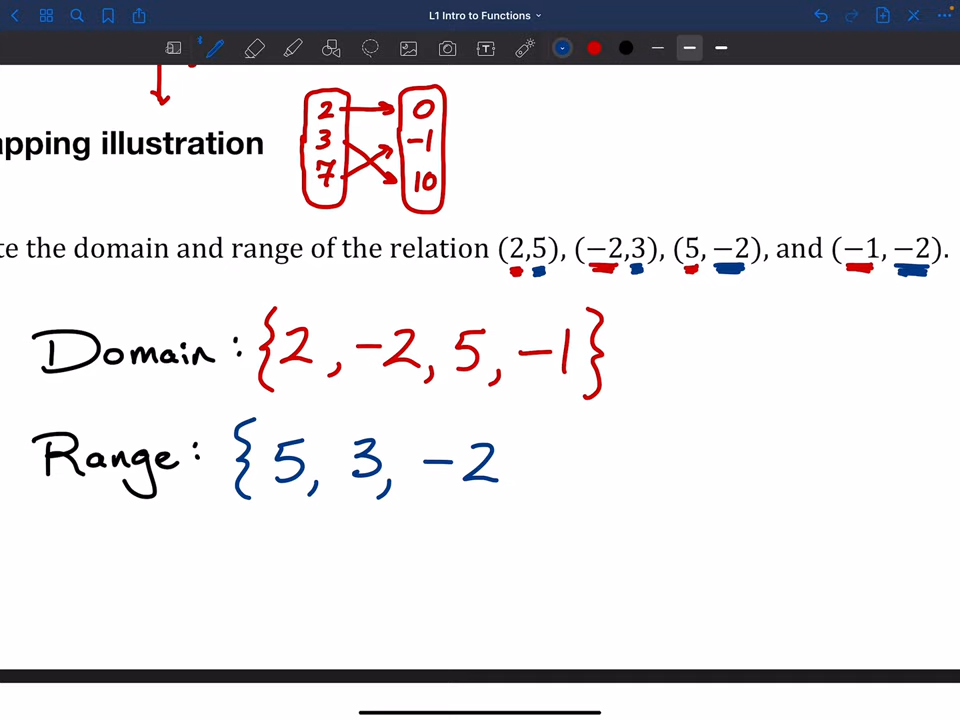 L1 Intro to Functions
2 0
3 -1
7 10
apping illustration
te the domain and range of the relation (2,5), (−2,3), (5, −2), and (−1, −2).
Domain: {2, -2, 5, -1}
Range: { 5, 3, -2